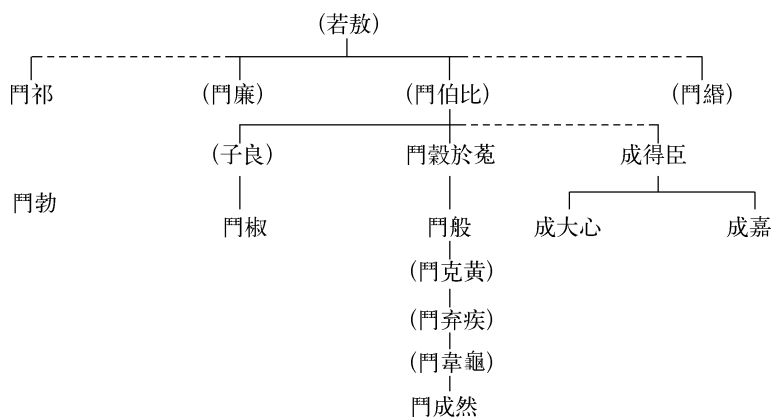 (若敖)
鬥祁 (鬥廉) (鬥伯比) (鬥緡)
(子良) 鬥穀於菟 成得臣
鬥勃
鬥椒 鬥般 成大心 成嘉
(鬥克黃)
(鬥弃疾)
(鬥韋龜)
鬥成然